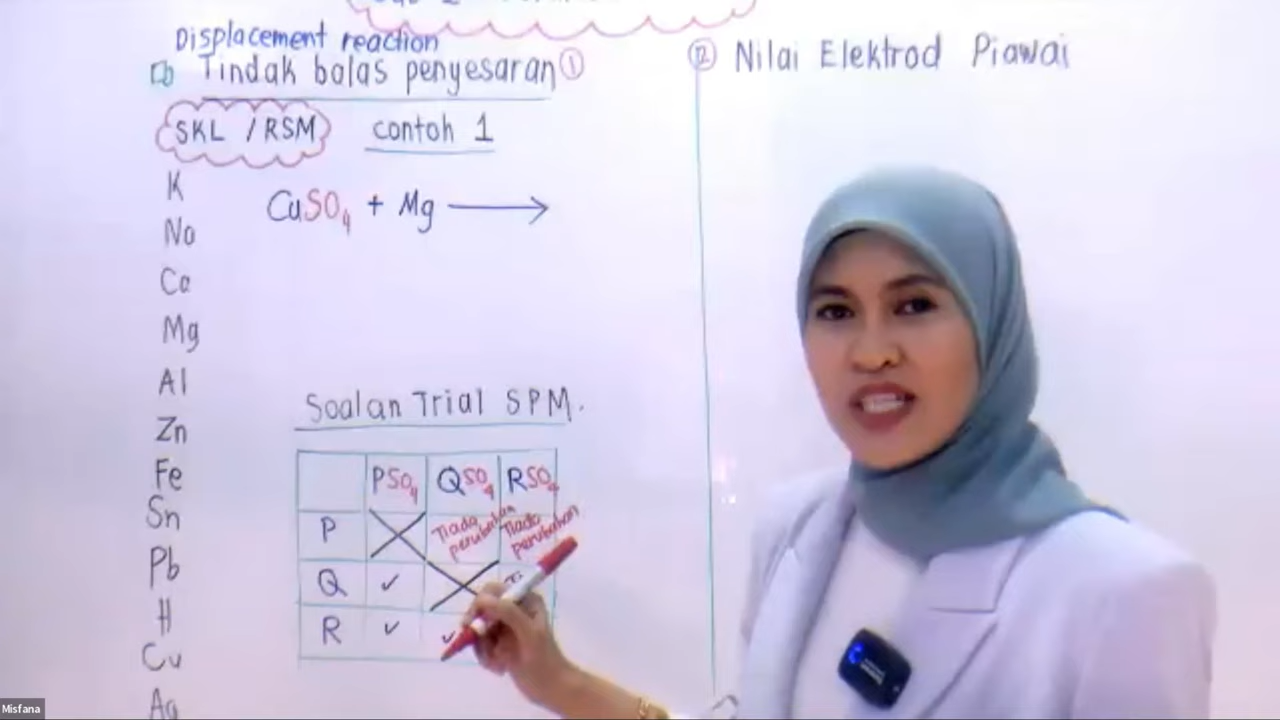 Displacement reaction
Tindak balas penyesaran ①
② Nilai Elektrod Piawai
SKL / RSM
contoh 1
K
Na
Ca
Mg
Al
Zn
Fe
Sn
Pb
H
Cu
Ag
CuSO4 + Mg ⟶
Soalan Trial SPM.
PSO4 QSO4 RSO4
P Tiada perubahan Tiada perubahan
Q ✓
R ✓ ✓
Misfana